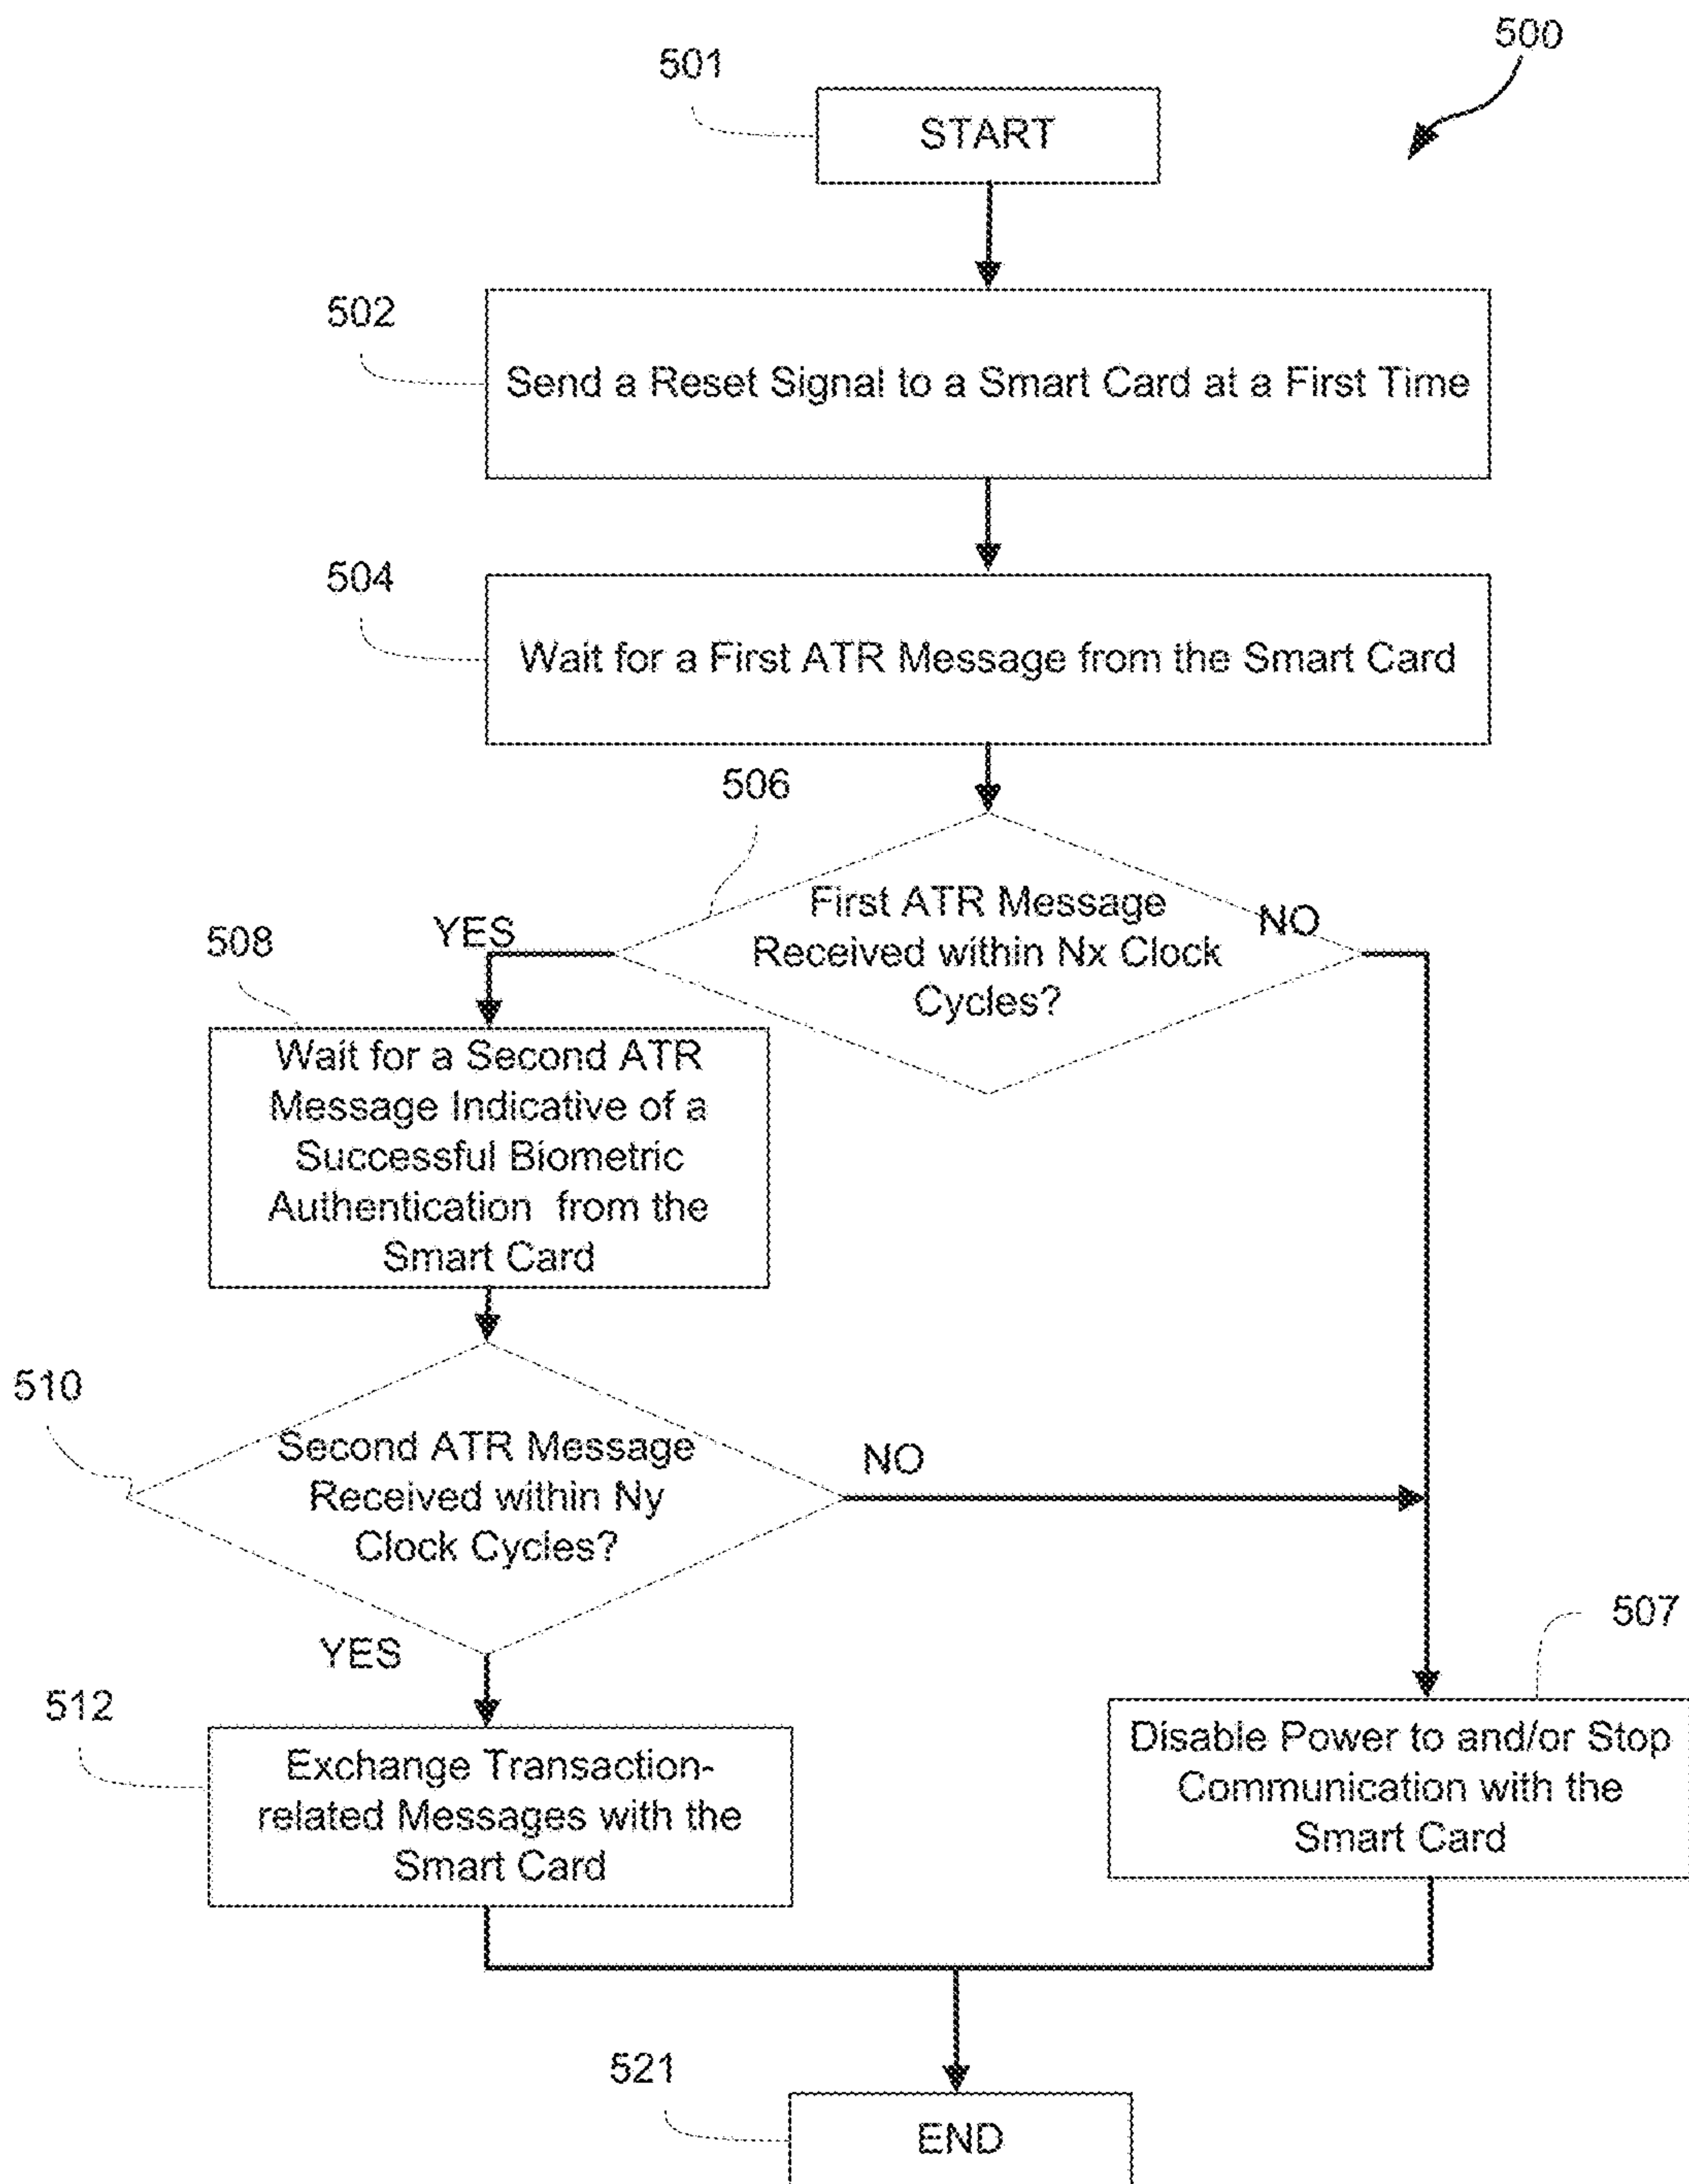 500
501
START
502
Send a Reset Signal to a Smart Card at a First Time
504
Wait for a First ATR Message from the Smart Card
506
First ATR Message
Received within Nx Clock
Cycles?
YES
NO
508
Wait for a Second ATR
Message Indicative of a
Successful Biometric
Authentication from the
Smart Card
510
Second ATR Message
Received within Ny
Clock Cycles?
NO
YES
507
Disable Power to and/or Stop
Communication with the
Smart Card
512
Exchange Transaction-
related Messages with the
Smart Card
521
END